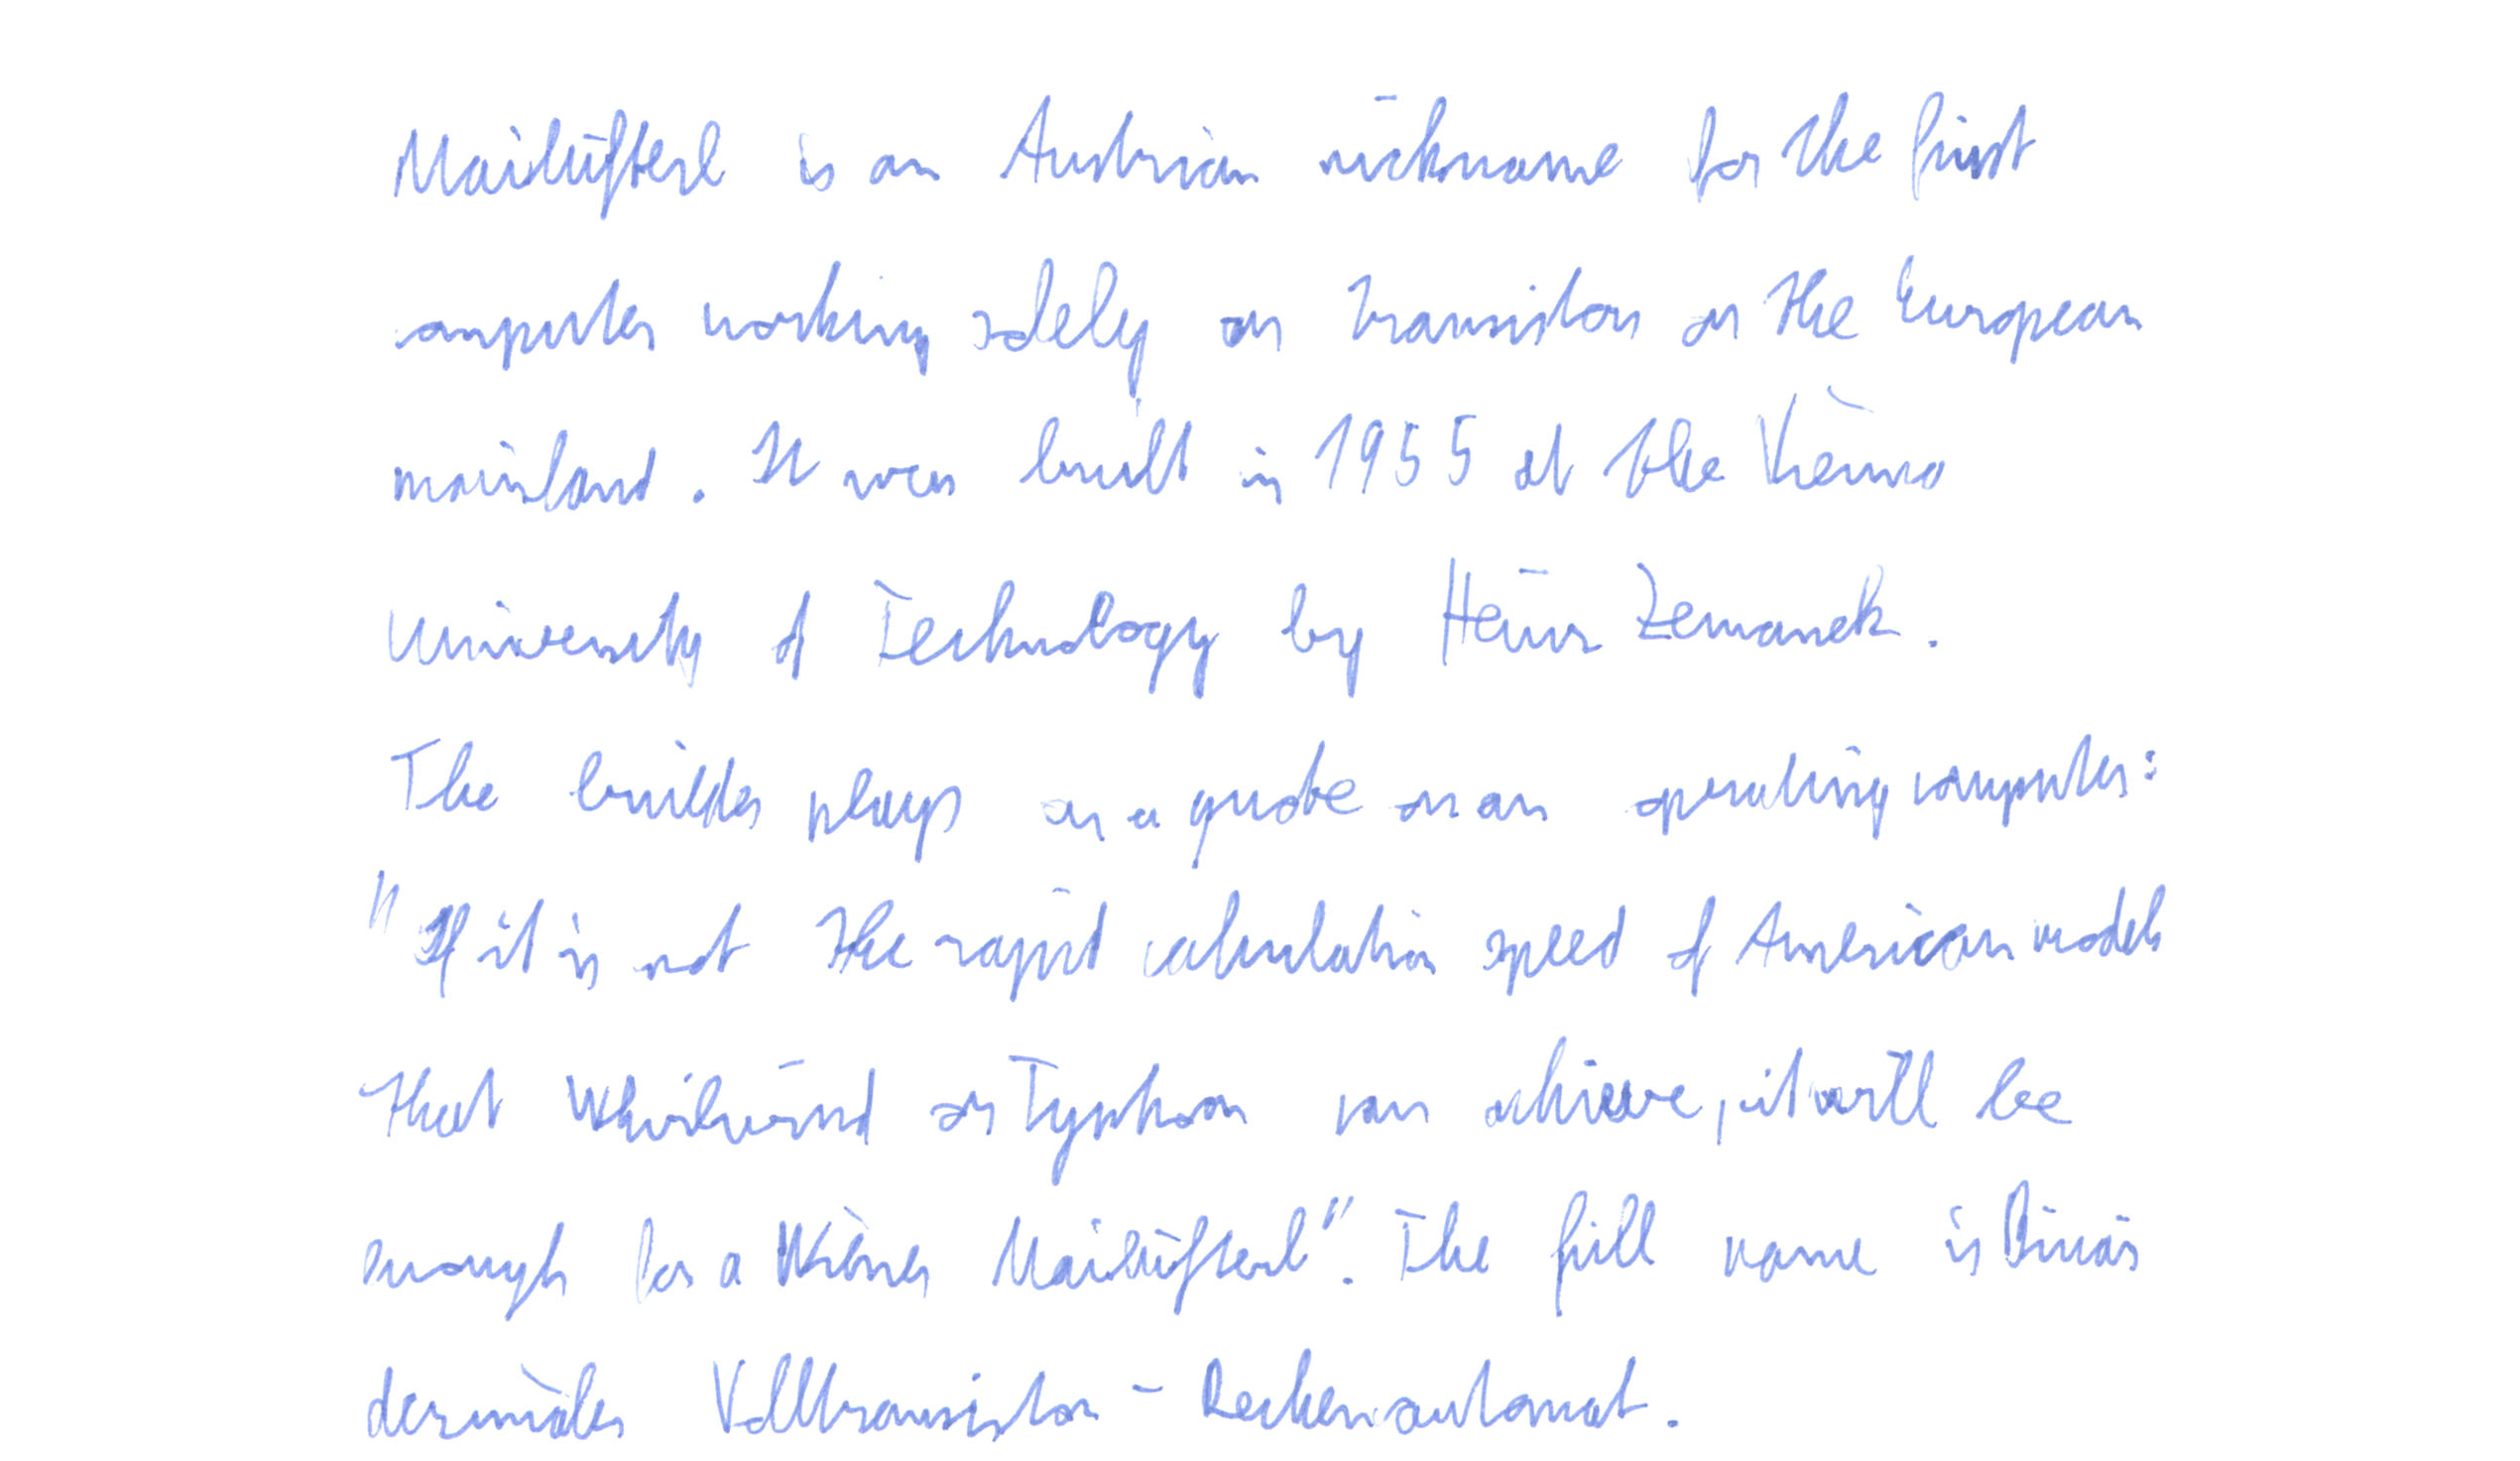 Mailüfterl is an Austrian nickname for the first
computer working solely on transistors on the European
mainland. It was built in 1955 at the Vienna
University of Technology by Heinz Zemanek.
The builder plays on a quote on an operating computer:
"If it is not the rapid calculation speed of American models
that Whirlwind or Typhoon can achieve, it will be
enough for a Wiener Mailüfterl". The full name is Binär
dezimaler Volltransistor-Rechenautomat.